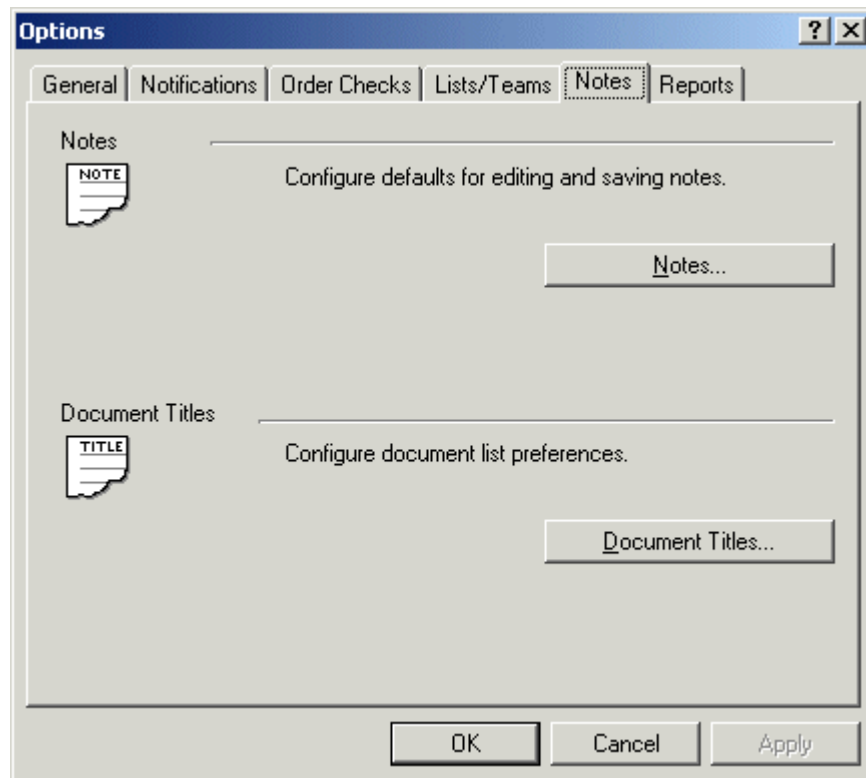 Options
General Notifications Order Checks Lists/Teams Notes Reports
Notes
NOTE
Configure defaults for editing and saving notes.
Notes...
Document Titles
TITLE
Configure document list preferences.
Document Titles...
OK Cancel Apply